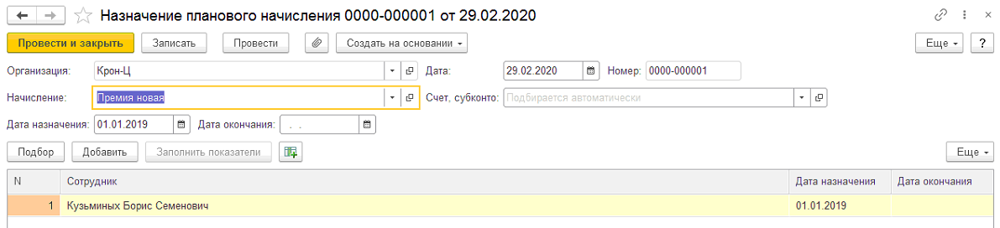 Назначение планового начисления 0000-000001 от 29.02.2020
Провести и закрыть Записать Провести Создать на основании Еще ?
Организация: Крон-Ц Дата: 29.02.2020 Номер: 0000-000001
Начисление: Премия новая Счет, субконто: Подбирается автоматически
Дата назначения: 01.01.2019 Дата окончания: . .
Подбор Добавить Заполнить показатели Еще
N Сотрудник Дата назначения Дата окончания
1 Кузьминых Борис Семенович 01.01.2019